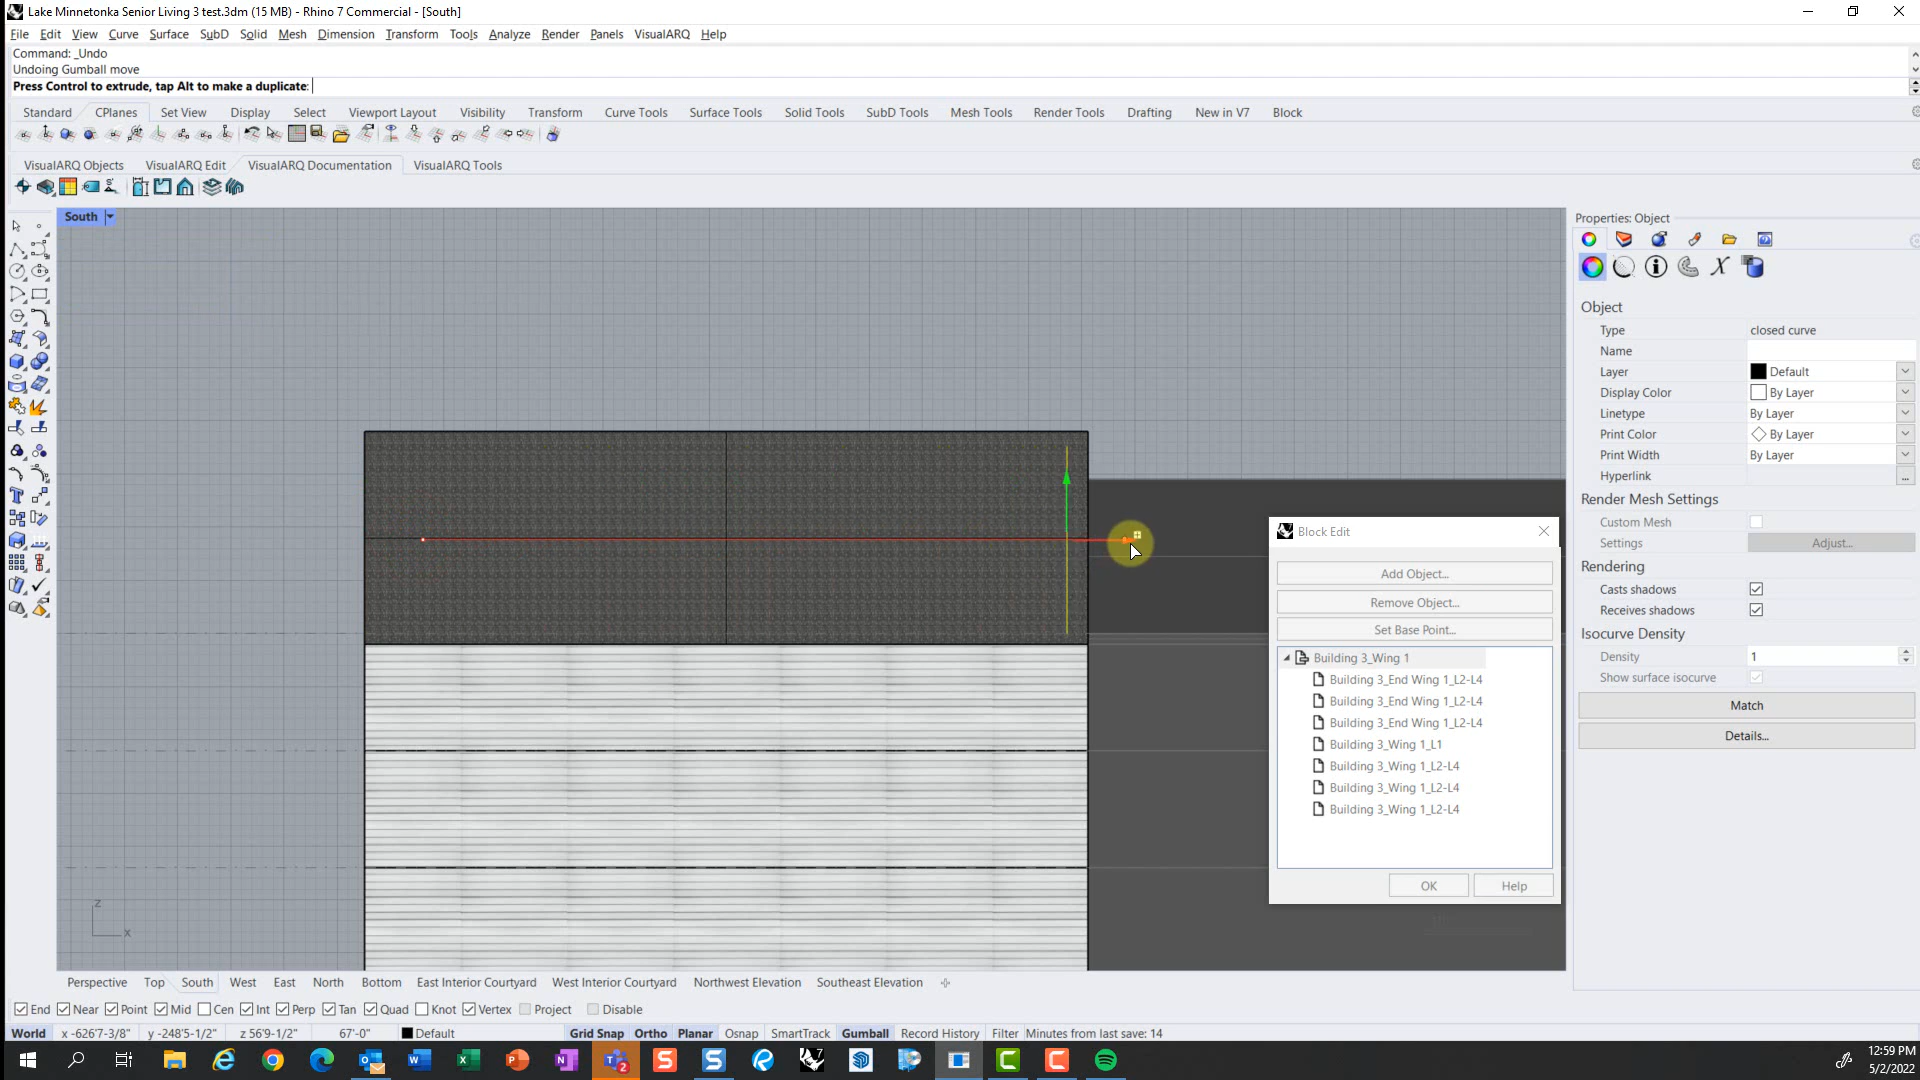 Lake Minnetonka Senior Living 3 test.3dm (15 MB) - Rhino 7 Commercial - [South]
File Edit View Curve Surface SubD Solid Mesh Dimension Transform Tools Analyze Render Panels VisualARQ Help
Command: _Undo
Undoing Gumball move
Press Control to extrude, tap Alt to make a duplicate:
Standard CPlanes Set View Display Select Viewport Layout Visibility Transform Curve Tools Surface Tools Solid Tools SubD Tools Mesh Tools Render Tools Drafting New in V7 Block
VisualARQ Objects VisualARQ Edit VisualARQ Documentation VisualARQ Tools
South
Properties: Object
Object
Type closed curve
Name
Layer Default
Display Color By Layer
Linetype By Layer
Print Color By Layer
Print Width By Layer
Hyperlink ...
Render Mesh Settings
Custom Mesh
Settings Adjust...
Rendering
Casts shadows
Receives shadows
Isocurve Density
Density 1
Show surface isocurve
Match
Details...
Block Edit
Add Object...
Remove Object...
Set Base Point...
Building 3_Wing 1
Building 3_End Wing 1_L2-L4
Building 3_End Wing 1_L2-L4
Building 3_End Wing 1_L2-L4
Building 3_Wing 1_L1
Building 3_Wing 1_L2-L4
Building 3_Wing 1_L2-L4
Building 3_Wing 1_L2-L4
OK Help
z
x
Perspective Top South West East North Bottom East Interior Courtyard West Interior Courtyard Northwest Elevation Southeast Elevation
End Near Point Mid Cen Int Perp Tan Quad Knot Vertex Project Disable
World x -626'7-3/8" y -248'5-1/2" z 56'9-1/2" 67'-0" Default Grid Snap Ortho Planar Osnap SmartTrack Gumball Record History Filter Minutes from last save: 14
12:59 PM
5/2/2022